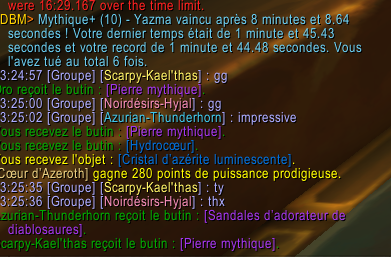 were 16:29.167 over the time limit.
DBM> Mythique+ (10) - Yazma vaincu après 8 minutes et 8.64
secondes ! Votre dernier temps était de 1 minute et 45.43
secondes et votre record de 1 minute et 44.48 secondes. Vous
l'avez tué au total 6 fois.
3:24:57 [Groupe] [Scarpy-Kael'thas] : gg
oro reçoit le butin : [Pierre mythique].
3:25:00 [Groupe] [Noirdésirs-Hyjal] : gg
3:25:02 [Groupe] [Azurian-Thunderhorn] : impressive
ous recevez le butin : [Pierre mythique].
ous recevez le butin : [Hydrocœur].
ous recevez l'objet : [Cristal d'azérite luminescente].
Cœur d'Azeroth] gagne 280 points de puissance prodigieuse.
3:25:35 [Groupe] [Scarpy-Kael'thas] : ty
3:25:36 [Groupe] [Noirdésirs-Hyjal] : thx
zurian-Thunderhorn reçoit le butin : [Sandales d'adorateur de
diablosaures].
carpy-Kael'thas reçoit le butin : [Pierre mythique].